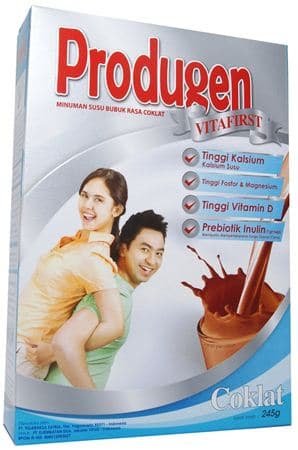 Produgen
MINUMAN SUSU BUBUK RASA COKLAT
VITAFIRST
Tinggi Kalsium
Kalsium Susu
Tinggi Fosfor & Magnesium
Tinggi Vitamin D
Prebiotik Inulin
Coklat
245g